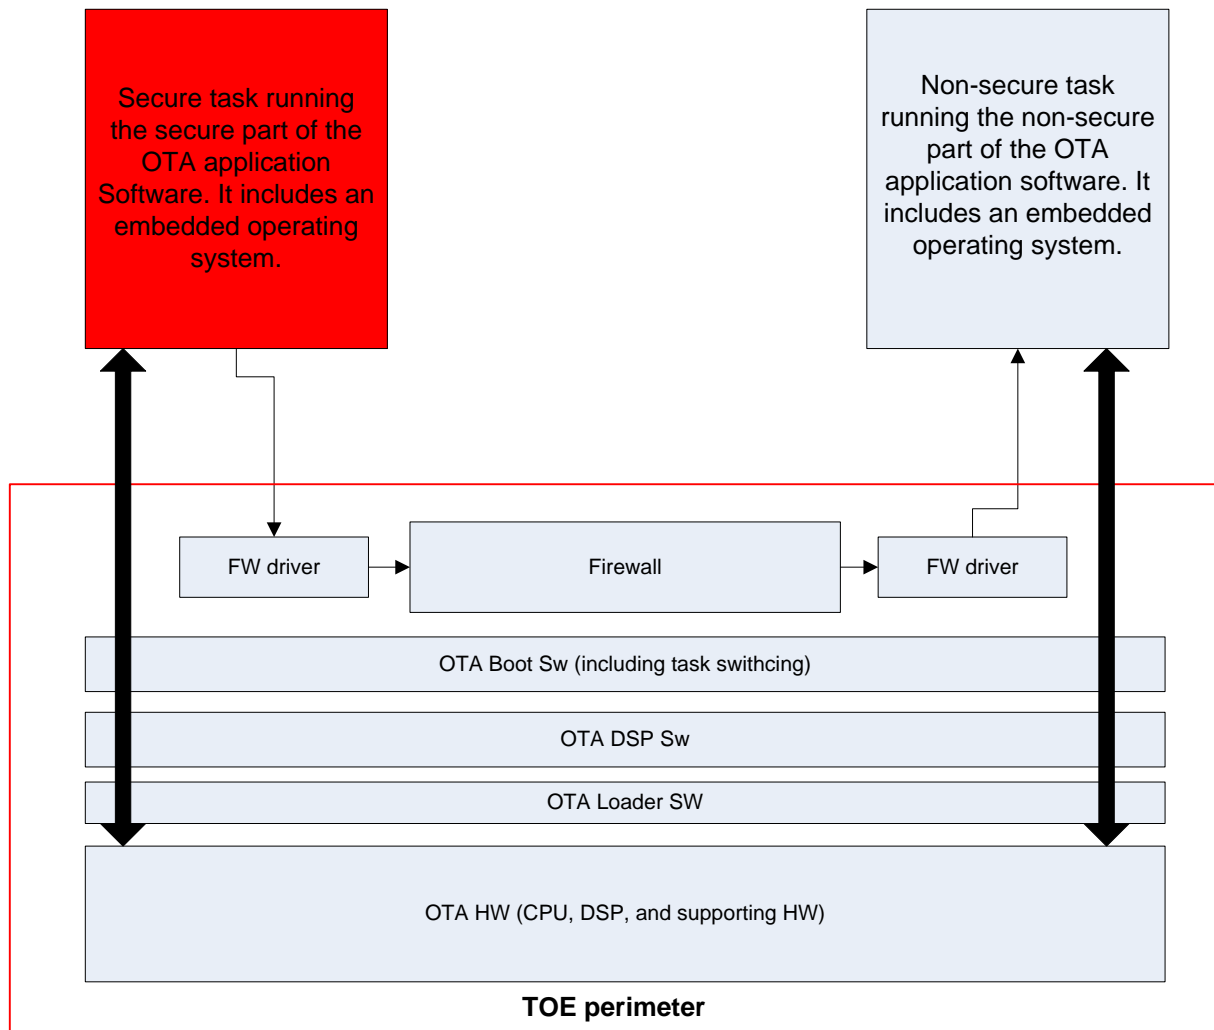 Secure task running
the secure part of the
OTA application
Software. It includes an
embedded operating
system.
Non-secure task
running the non-secure
part of the OTA
application software. It
includes an embedded
operating system.
FW driver
Firewall
FW driver
OTA Boot Sw (including task swithcing)
OTA DSP Sw
OTA Loader SW
OTA HW (CPU, DSP, and supporting HW)
TOE perimeter